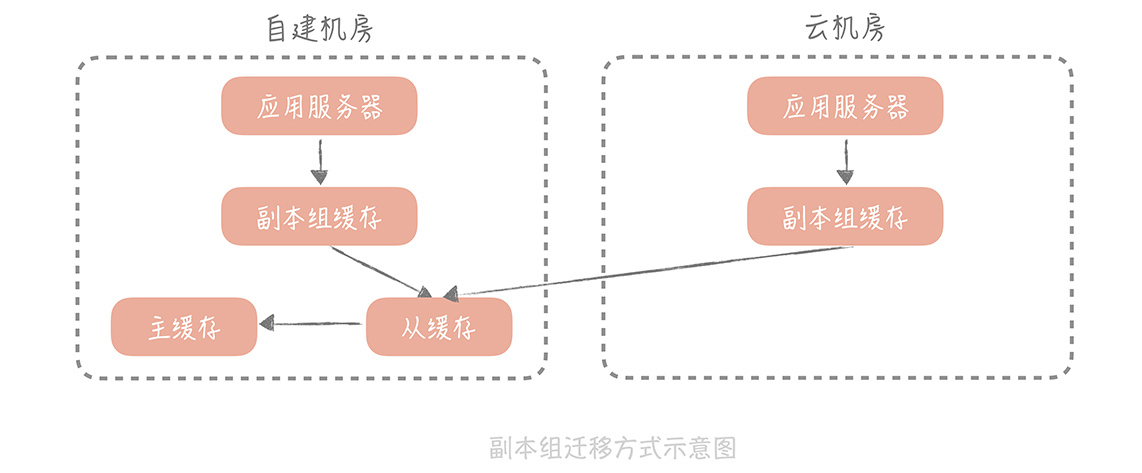 自建机房
云机房
应用服务器
应用服务器
副本组缓存
副本组缓存
主缓存
从缓存
副本组迁移方式示意图